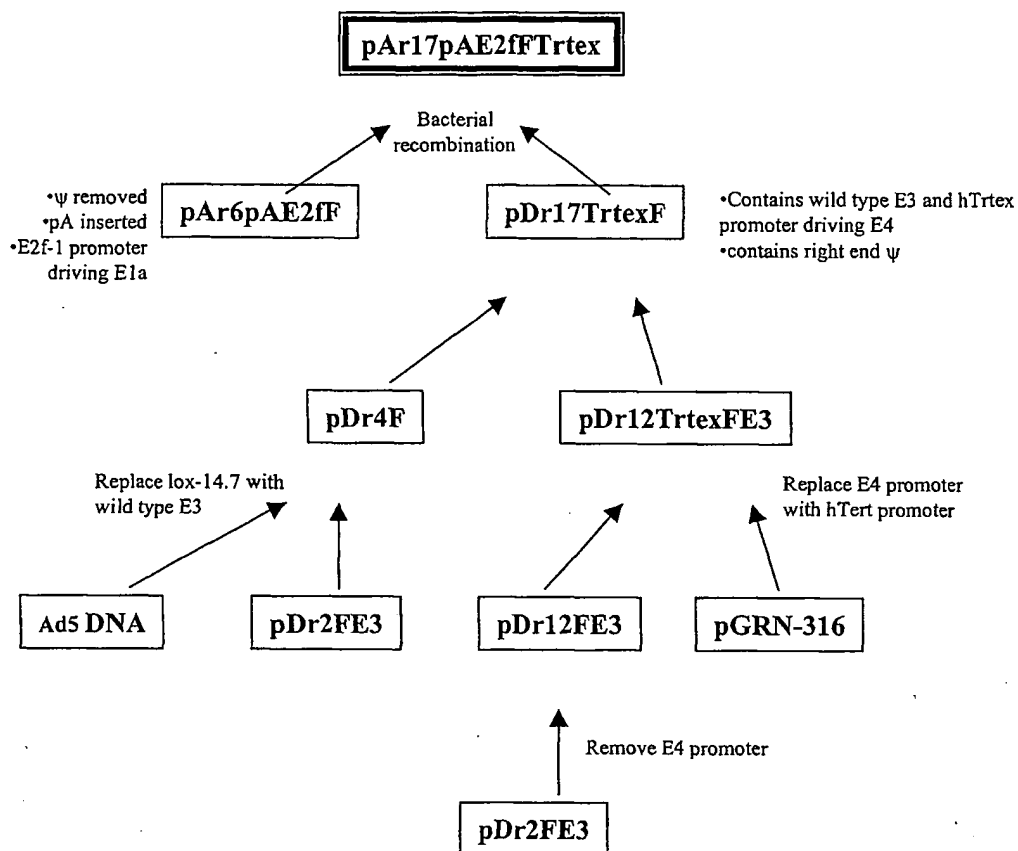 pAr17pAE2fFTrtex
Bacterial
recombination
•ψ removed
•pA inserted
•E2f-1 promoter
driving E1a
pAr6pAE2fF
pDr17TrtexF
•Contains wild type E3 and hTrtex
promoter driving E4
•contains right end ψ
pDr4F
pDr12TrtexFE3
Replace lox-14.7 with
wild type E3
Replace E4 promoter
with hTert promoter
Ad5 DNA
pDr2FE3
pDr12FE3
pGRN-316
Remove E4 promoter
pDr2FE3